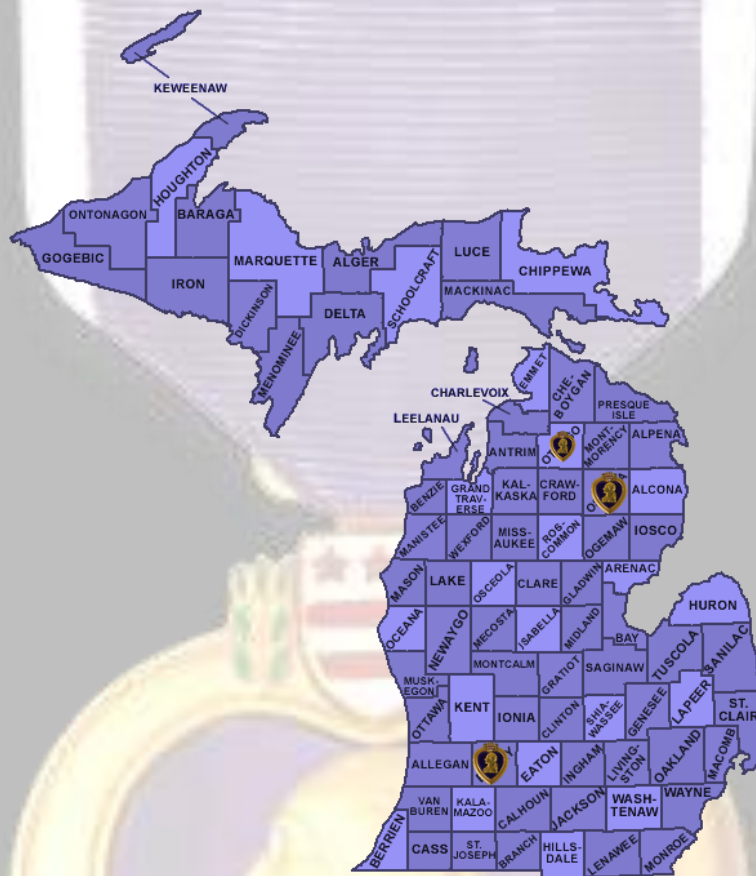 KEWEENAW
HOUGHTON
ONTONAGON
BARAGA
GOGEBIC
IRON
MARQUETTE
ALGER
LUCE
CHIPPEWA
SCHOOLCRAFT
MACKINAC
DICKINSON
DELTA
MENOMINEE
EMMET
CHE-
BOYGAN
CHARLEVOIX
PRESQUE
ISLE
LEELANAU
ANTRIM
MONT-
MORENCY
ALPENA
BENZIE
GRAND
TRAV-
ERSE
KAL-
KASKA
CRAW-
FORD
ALCONA
MANISTEE
WEXFORD
MISS-
AUKEE
ROS-
COMMON
OGEMAW
IOSCO
MASON
LAKE
OSCEOLA
CLARE
GLADWIN
ARENAC
HURON
OCEANA
NEWAYGO
MECOSTA
ISABELLA
MIDLAND
BAY
TUSCOLA
SANILAC
MUSK-
EGON
MONTCALM
GRATIOT
SAGINAW
OTTAWA
KENT
IONIA
CLINTON
SHIA-
WASSEE
GENESEE
LAPEER
ST.
CLAIR
ALLEGAN
EATON
INGHAM
LIVING-
STON
OAKLAND
MACOMB
VAN
BUREN
KALA-
MAZOO
CALHOUN
JACKSON
WASH-
TENAW
WAYNE
BERRIEN
CASS
ST.
JOSEPH
BRANCH
HILLS-
DALE
LENAWEE
MONROE